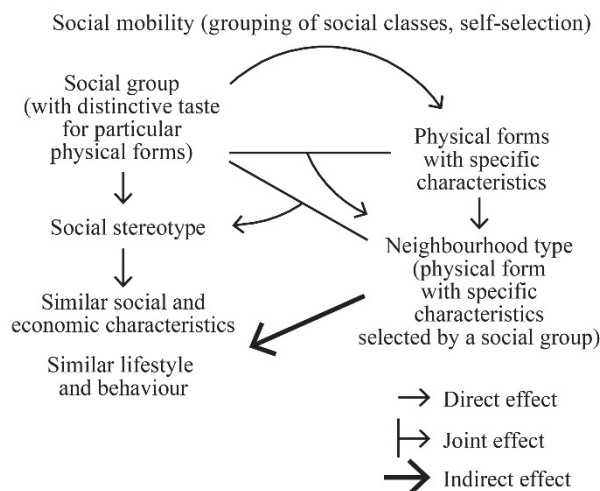 Social mobility (grouping of social classes, self-selection)
Social group
(with distinctive taste
for particular
physical forms)
Physical forms
with specific
characteristics
Social stereotype
Neighbourhood type
(physical form
with specific
characteristics
selected by a social group)
Similar social and
economic characteristics
Similar lifestyle
and behaviour
Direct effect
Joint effect
Indirect effect